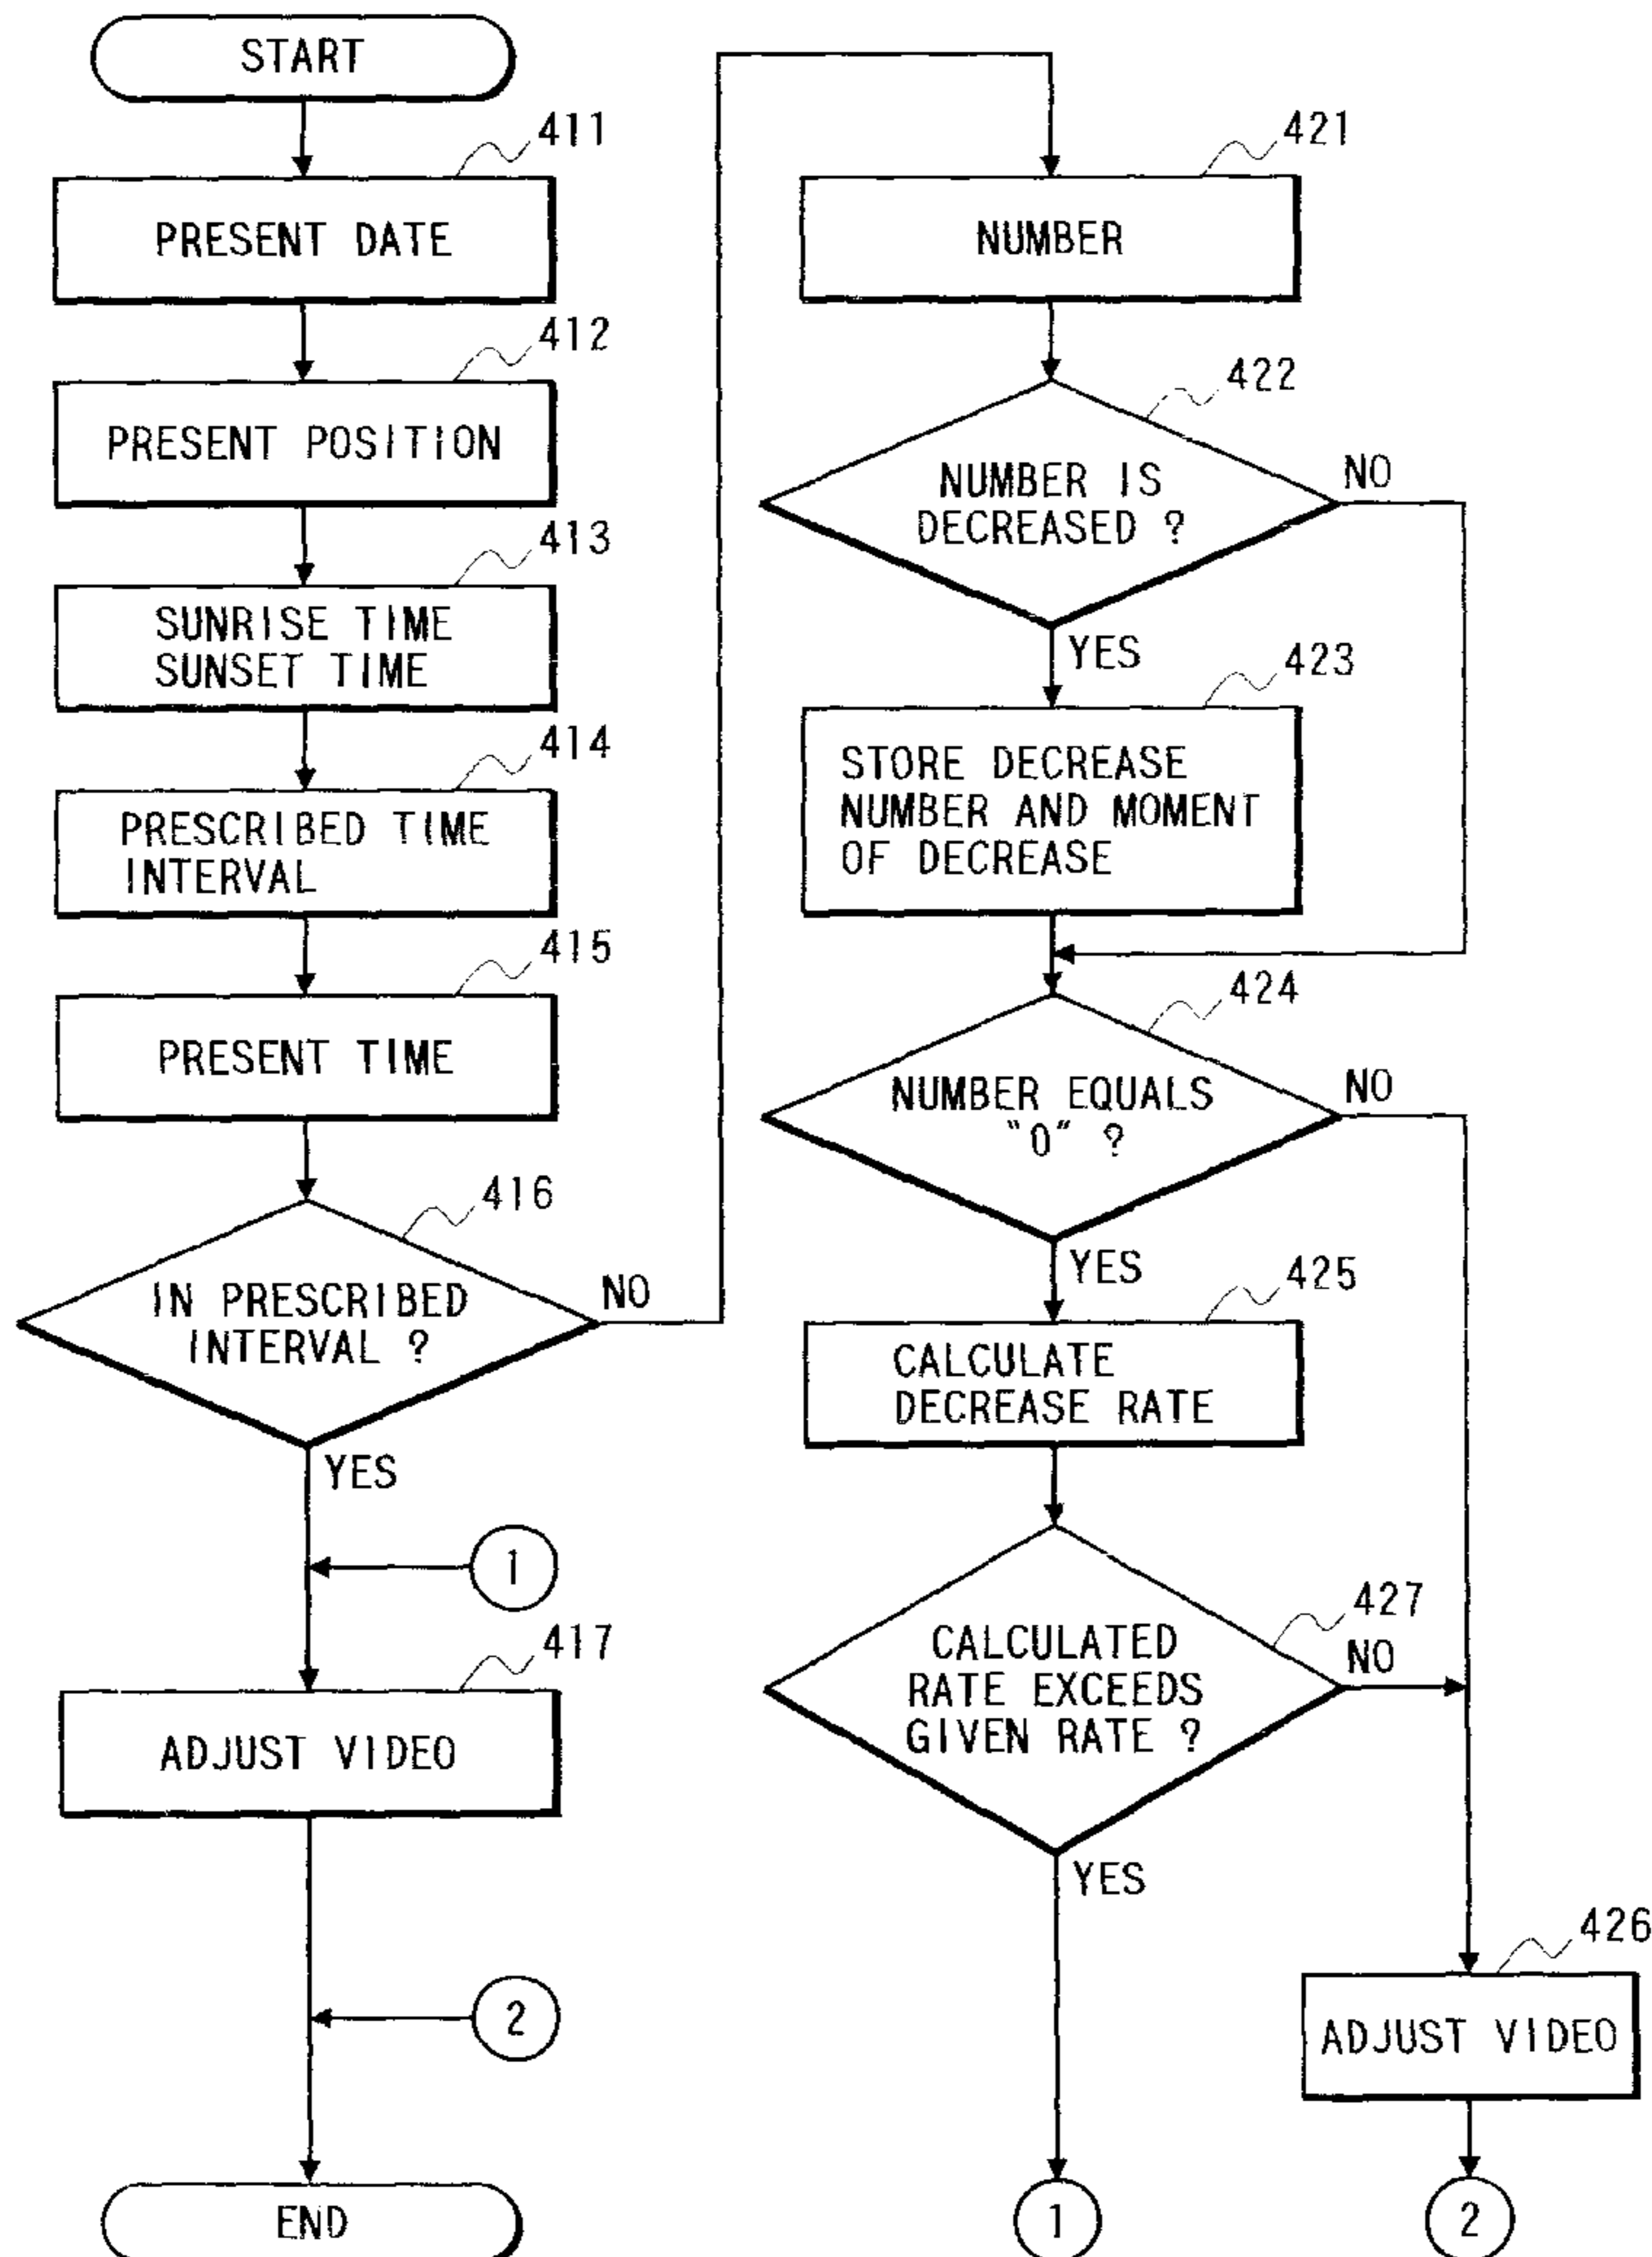 START
411
PRESENT DATE
412
PRESENT POSITION
413
SUNRISE TIME
SUNSET TIME
414
PRESCRIBED TIME
INTERVAL
415
PRESENT TIME
416
IN PRESCRIBED
INTERVAL ?
NO
YES
1
417
ADJUST VIDEO
2
END
421
NUMBER
422
NUMBER IS
DECREASED ?
NO
YES
423
STORE DECREASE
NUMBER AND MOMENT
OF DECREASE
424
NUMBER EQUALS
"0" ?
NO
YES
425
CALCULATE
DECREASE RATE
427
CALCULATED
RATE EXCEEDS
GIVEN RATE ?
NO
YES
426
ADJUST VIDEO
1
2